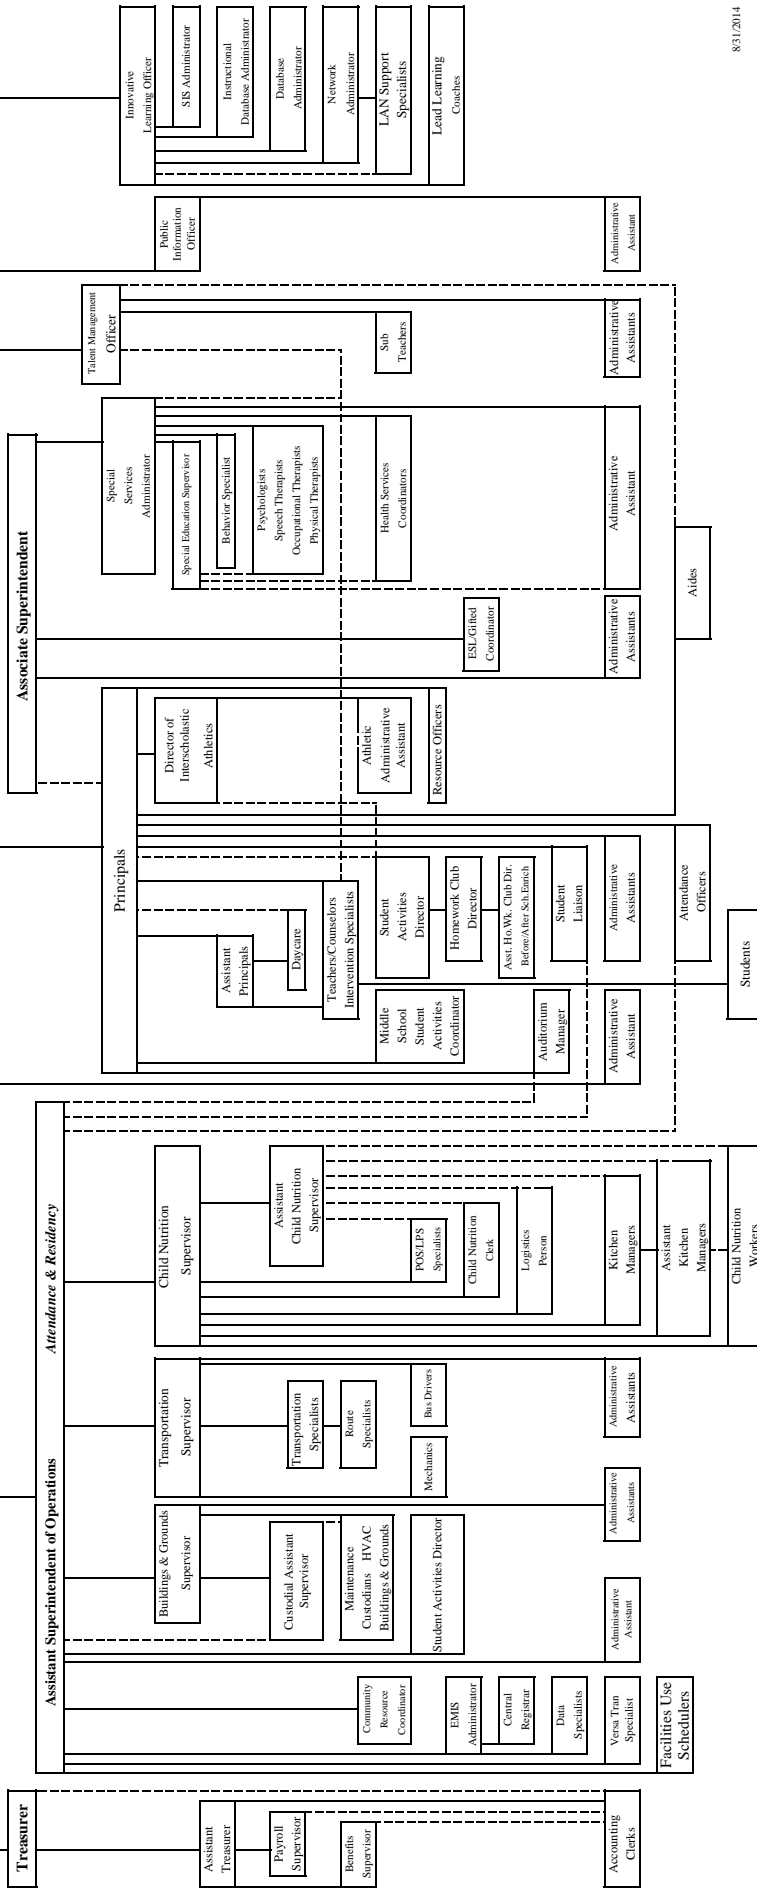 Treasurer
Assistant
Treasurer
Payroll
Supervisor
Benefits
Supervisor
Accounting
Clerks
Assistant Superintendent of Operations
Attendance & Residency
Community
Resource
Coordinator
EMIS
Administrator
Central
Registrar
Data
Specialists
Versa Tran
Specialist
Facilities Use
Schedulers
Buildings & Grounds
Supervisor
Custodial Assistant
Supervisor
Maintenance
Custodians HVAC
Buildings & Grounds
Student Activities Director
Administrative
Assistant
Administrative
Assistants
Transportation
Supervisor
Transportation
Specialists
Route
Specialists
Mechanics
Bus Drivers
Administrative
Assistants
Child Nutrition
Supervisor
Assistant
Child Nutrition
Supervisor
POS/LPS
Specialists
Child Nutrition
Clerk
Logistics
Person
Kitchen
Managers
Assistant
Kitchen
Managers
Child Nutrition
Workers
Administrative
Assistant
Principals
Assistant
Principals
Daycare
Teachers/Counselors
Intervention Specialists
Middle
School
Student
Activities
Coordinator
Auditorium
Manager
Student
Activities
Director
Homework Club
Director
Asst. Ho.Wk. Club Dir.
Before/After Sch.Enrich
Student
Liaison
Administrative
Assistants
Attendance
Officers
Students
Director of
Interscholastic
Athletics
Athletic
Administrative
Assistant
Resource Officers
Associate Superintendent
ESL/Gifted
Coordinator
Administrative
Assistants
Aides
Special
Services
Administrator
Special Education Supervisor
Behavior Specialist
Psychologists
Speech Therapists
Occupational Therapists
Physical Therapists
Health Services
Coordinators
Administrative
Assistant
Talent Management
Officer
Sub
Teachers
Administrative
Assistants
Public
Information
Officer
Administrative
Assistant
Innovative
Learning Officer
SIS Administrator
Instructional
Database Administrator
Database
Administrator
Network
Administrator
LAN Support
Specialists
Lead Learning
Coaches
8/31/2014